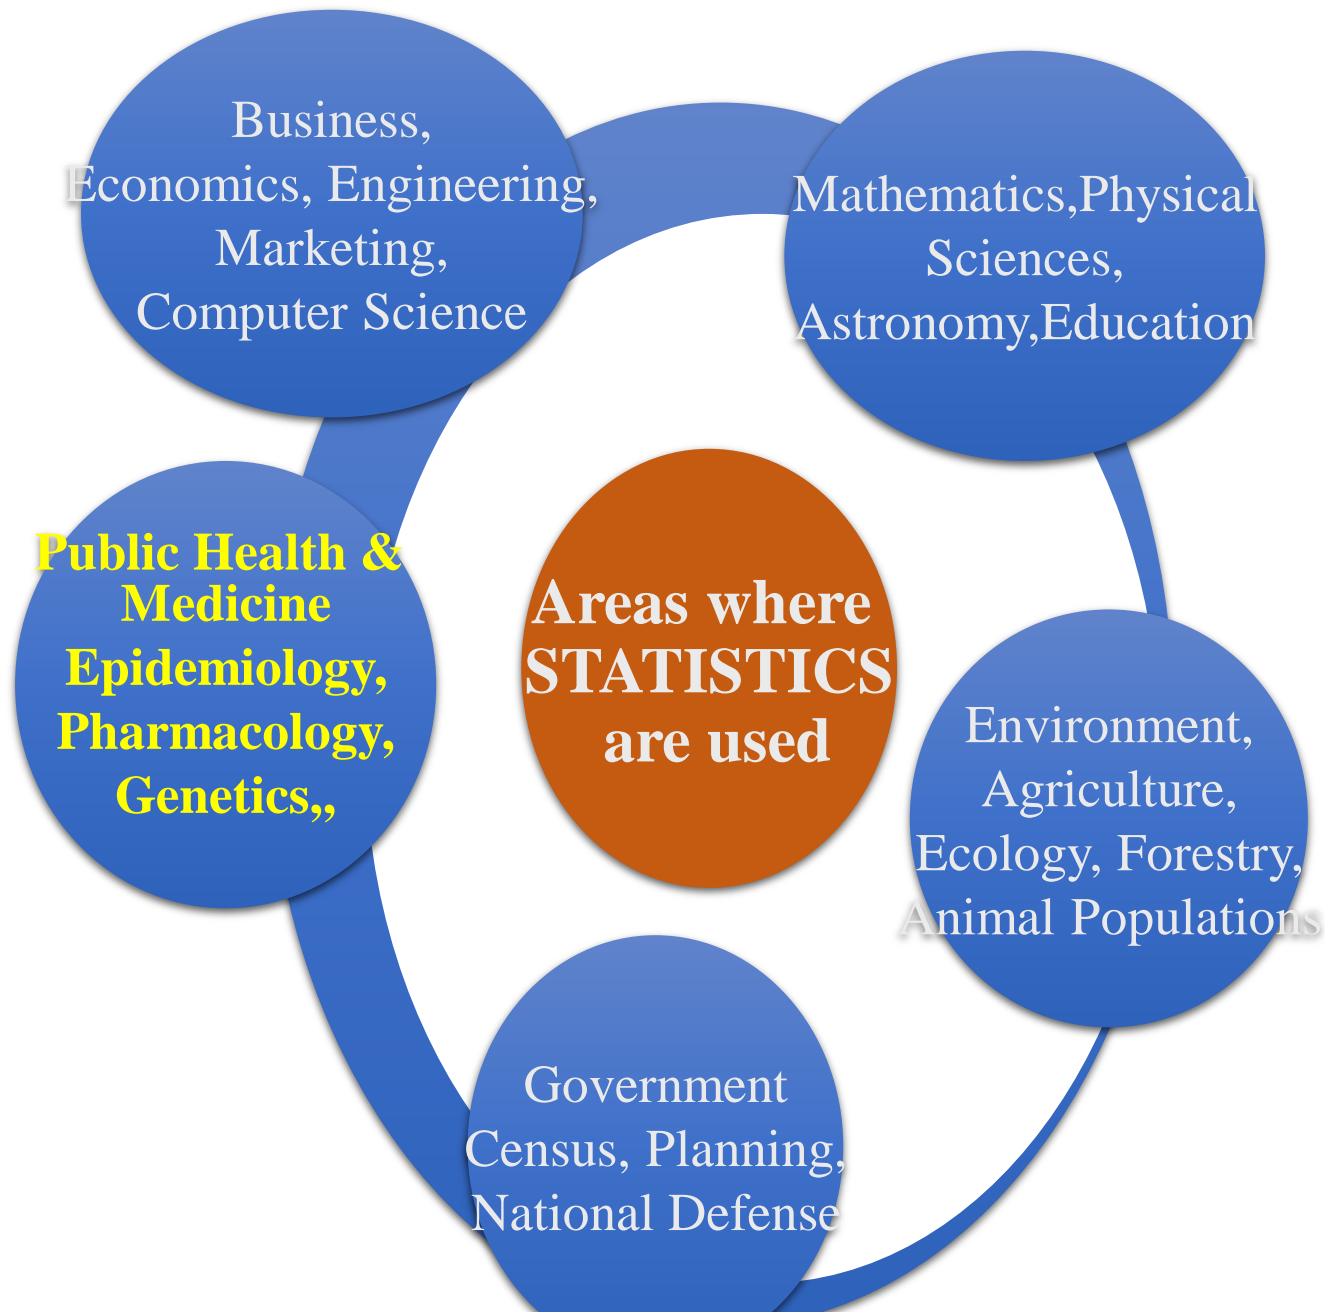 Business,
Economics, Engineering,
Marketing,
Computer Science
Mathematics,Physical
Sciences,
Astronomy,Education
Public Health &
Medicine
Epidemiology,
Pharmacology,
Genetics,,
Areas where
STATISTICS
are used
Environment,
Agriculture,
Ecology, Forestry,
Animal Populations
Government
Census, Planning,
National Defense